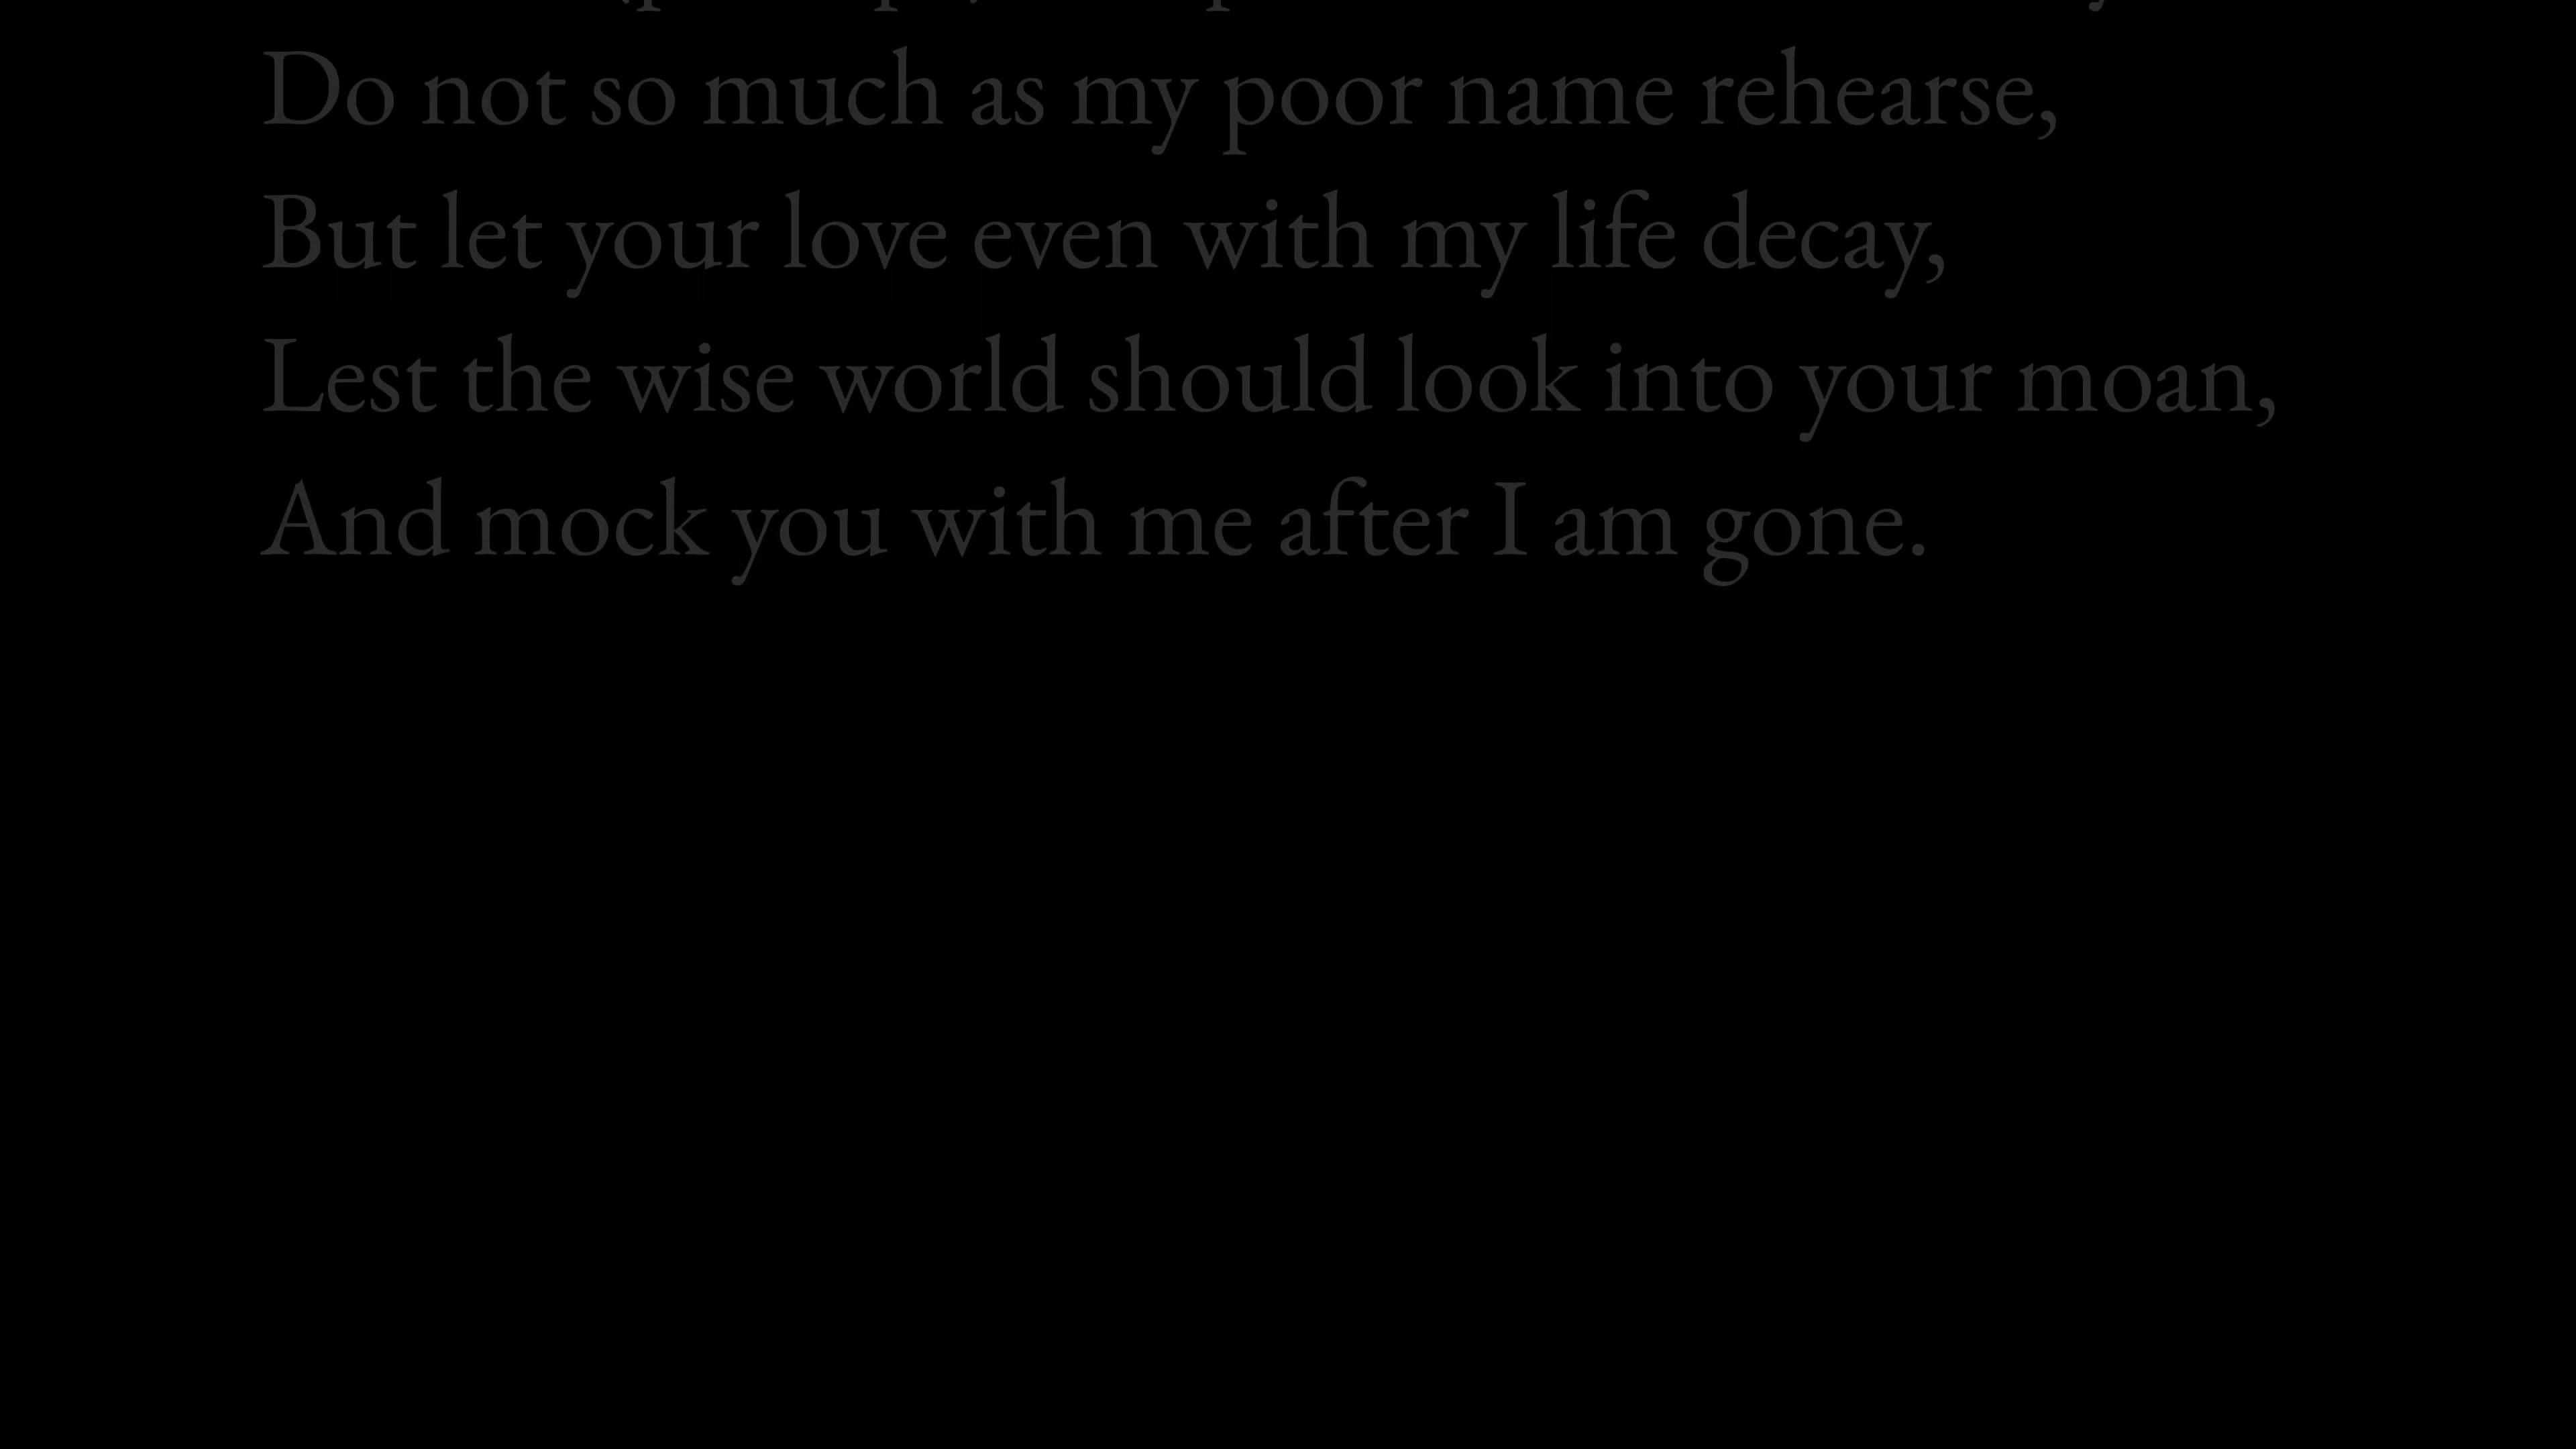 Do not so much as my poor name rehearse,
But let your love even with my life decay,
Lest the wise world should look into your moan,
And mock you with me after I am gone.